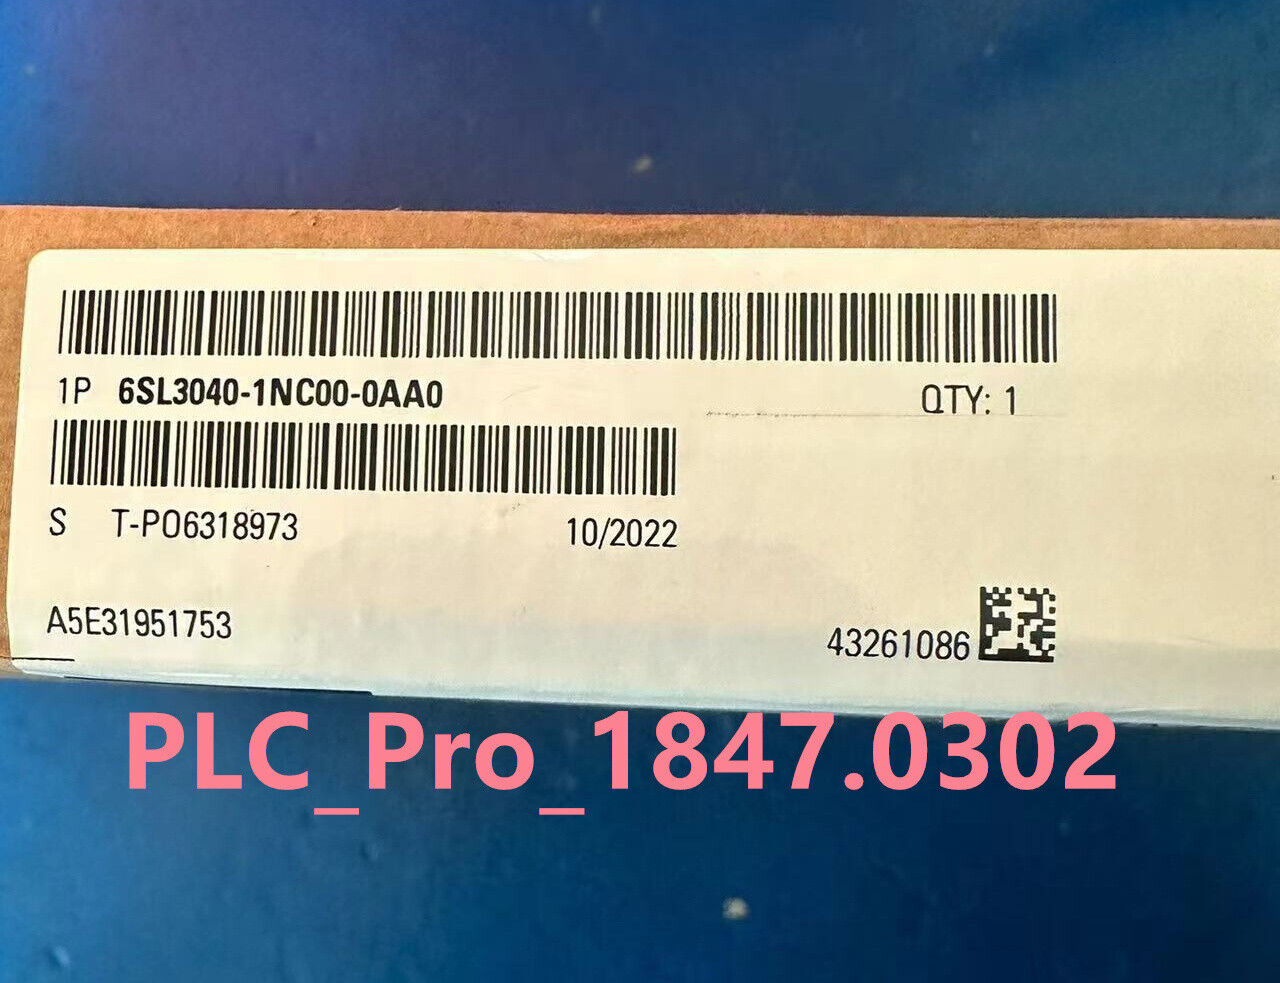 1P 6SL3040-1NC00-0AA0 QTY: 1
S T-PO6318973 10/2022
A5E31951753 43261086
PLC_Pro_1847.0302